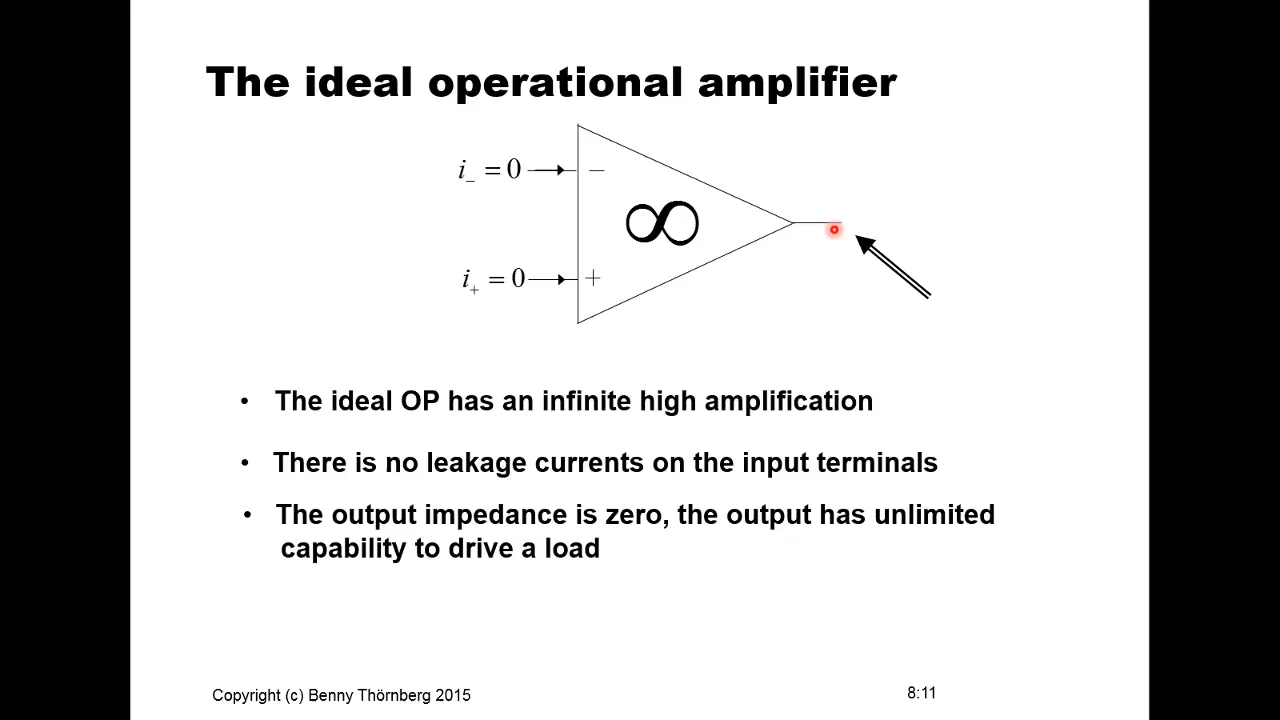 The ideal operational amplifier
i₋ = 0
−
∞
i₊ = 0
+
• The ideal OP has an infinite high amplification
• There is no leakage currents on the input terminals
• The output impedance is zero, the output has unlimited
capability to drive a load
Copyright (c) Benny Thörnberg 2015
8:11